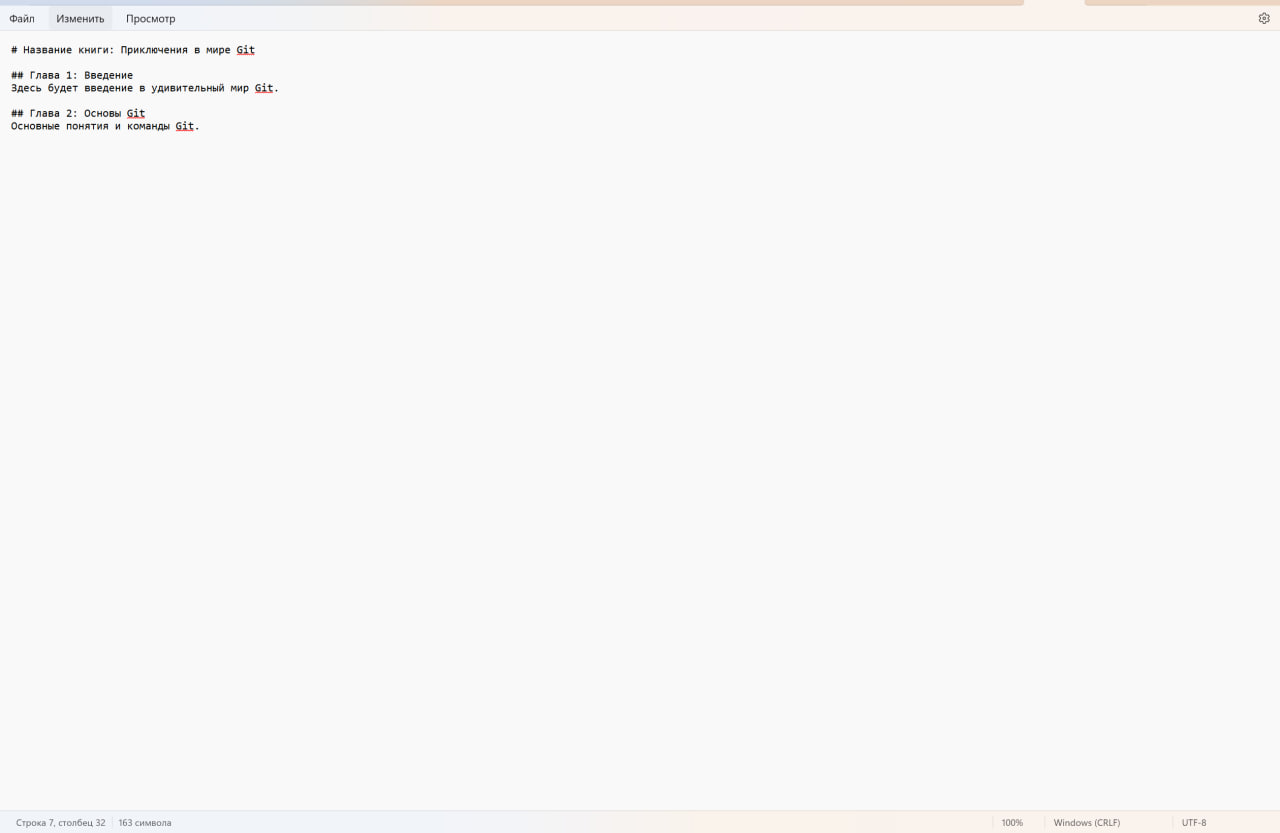 Файл Изменить Просмотр
# Название книги: Приключения в мире Git
## Глава 1: Введение
Здесь будет введение в удивительный мир Git.
## Глава 2: Основы Git
Основные понятия и команды Git.
Строка 7, столбец 32 163 символа 100% Windows (CRLF) UTF-8